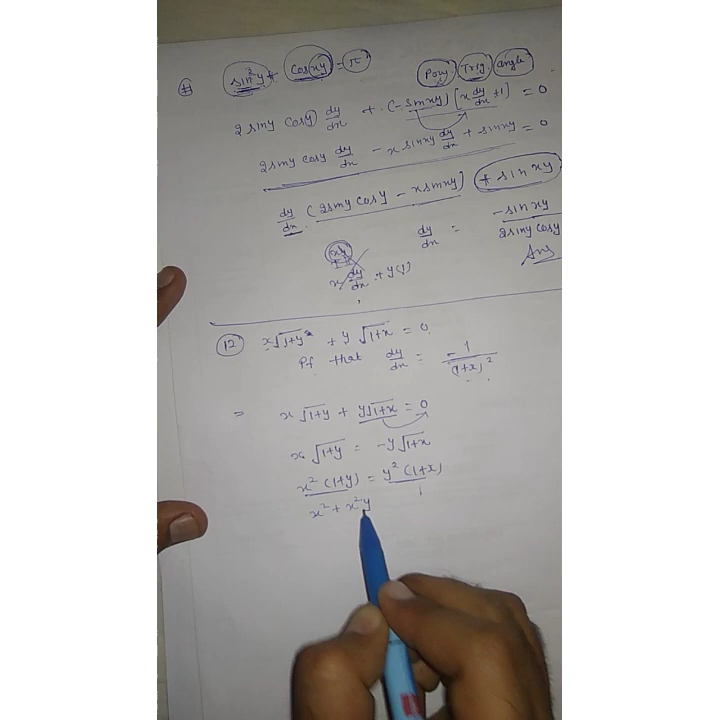 # sin²y + cos xy = π
Poly. Trig. angle
2 siny cosy dy/dx + (- sin xy) [x dy/dx + 1] = 0
2 siny cosy dy/dx - x sin xy dy/dx + sin xy = 0
dy/dx (2 siny cosy - x sin xy) + sin xy
dy/dx = - sin xy / 2 siny cosy
Ans
xy
x dy/dx + y(1)
12 x√1+y + y √1+x = 0
Pf that dy/dx = -1/(1+x)²
= x √1+y + y√1+x = 0
x √1+y = -y√1+x
x² (1+y) = y² (1+x)
x² + x²y